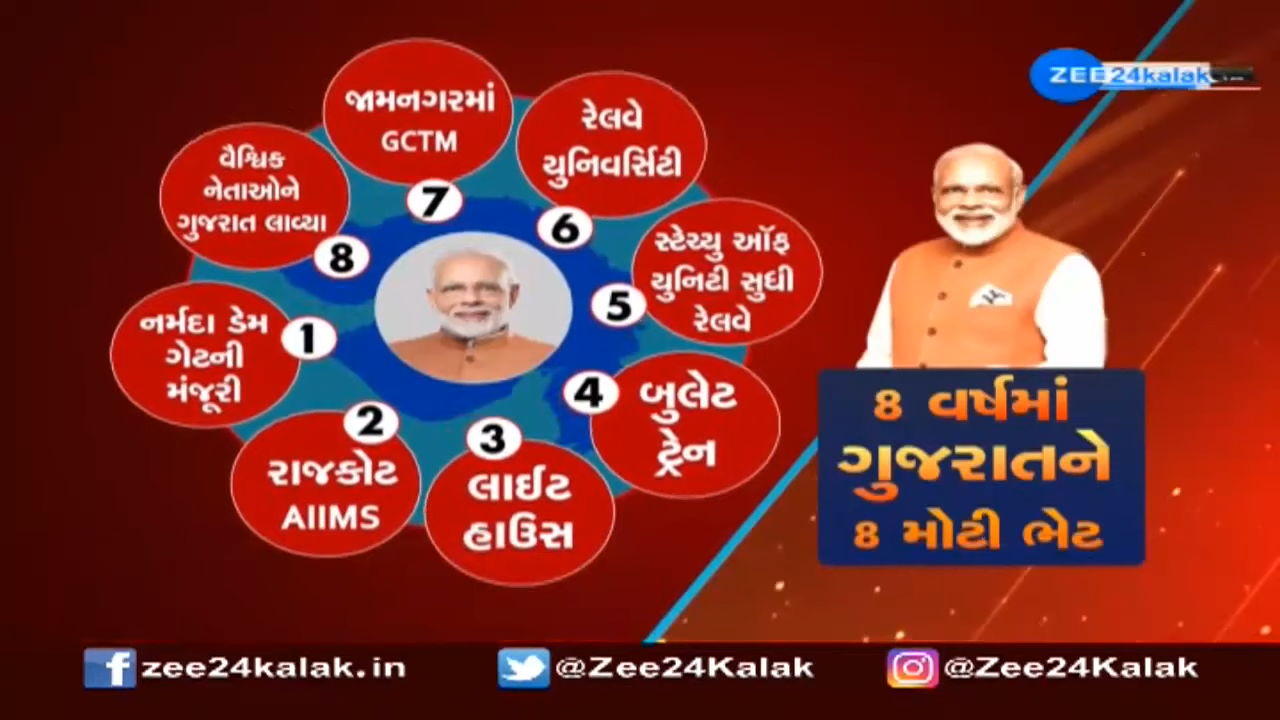 ZEE24kalak
જામનગરમાં
GCTM
7
રેલવે
યુનિવર્સિટી
6
વૈશ્વિક
નેતાઓને
ગુજરાત લાવ્યા
8
સ્ટેચ્યુ ઑફ
યુનિટી સુધી
રેલવે
5
નર્મદા ડેમ
ગેટની
મંજૂરી
1
બુલેટ
ટ્રેન
4
રાજકોટ
AIIMS
2
લાઈટ
હાઉસ
3
8 વર્ષમાં
ગુજરાતને
8 મોટી ભેટ
zee24kalak.in
@Zee24Kalak
@Zee24Kalak